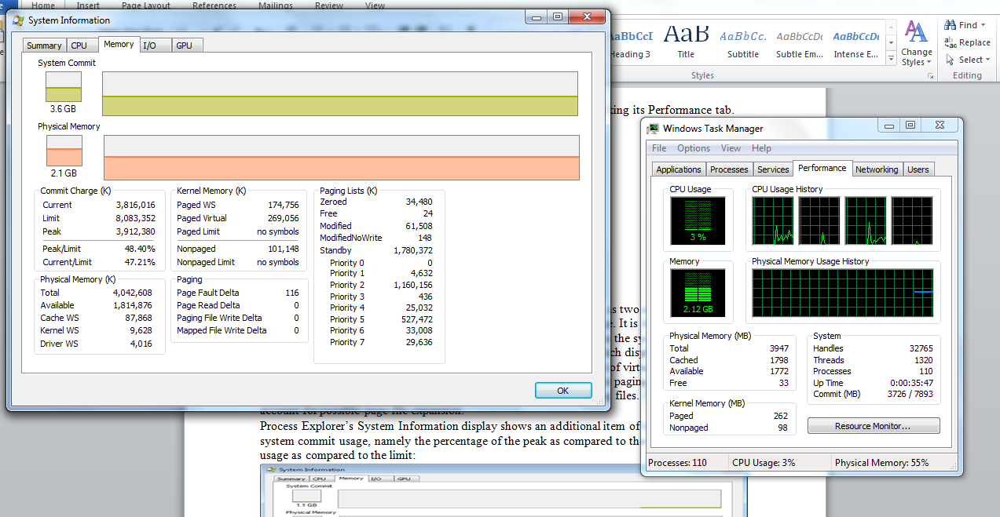 Home Insert Page Layout References Mailings Review View
System Information
Summary CPU Memory I/O GPU
System Commit
3.6 GB
Physical Memory
2.1 GB
Commit Charge (K)
Current 3,816,016
Limit 8,083,352
Peak 3,912,380
Peak/Limit 48.40%
Current/Limit 47.21%
Physical Memory (K)
Total 4,042,608
Available 1,814,876
Cache WS 87,868
Kernel WS 9,628
Driver WS 4,016
Kernel Memory (K)
Paged WS 174,756
Paged Virtual 269,056
Paged Limit no symbols
Nonpaged 101,148
Nonpaged Limit no symbols
Paging
Page Fault Delta 116
Page Read Delta 0
Paging File Write Delta 0
Mapped File Write Delta 0
Paging Lists (K)
Zeroed 34,480
Free 24
Modified 61,508
ModifiedNoWrite 148
Standby 1,780,372
Priority 0 0
Priority 1 4,632
Priority 2 1,160,156
Priority 3 436
Priority 4 25,032
Priority 5 527,472
Priority 6 33,008
Priority 7 29,636
OK
AaBbCcI AaB AaBbCc. AaBbCcDc AaBbCcDc
Heading 3 Title Subtitle Subtle Em... Intense E...
Styles
Change
Styles
Find
Replace
Select
Editing
king its Performance tab.
Windows Task Manager
File Options View Help
Applications Processes Services Performance Networking Users
CPU Usage
3 %
CPU Usage History
Memory
2.12 GB
Physical Memory Usage History
Physical Memory (MB)
Total 3947
Cached 1798
Available 1772
Free 33
Kernel Memory (MB)
Paged 262
Nonpaged 98
System
Handles 32765
Threads 1320
Processes 110
Up Time 0:00:35:47
Commit (MB) 3726 / 7893
Resource Monitor...
Processes: 110 CPU Usage: 3% Physical Memory: 55%
s two
e. It is
the sy
ch disp
of virt
paging
files.
account for possible page file expansion.
Process Explorer's System Information display shows an additional item of
system commit usage, namely the percentage of the peak as compared to th
usage as compared to the limit:
System Information
Summary CPU Memory I/O GPU
System Commit
1.1 GB
Physical Memory